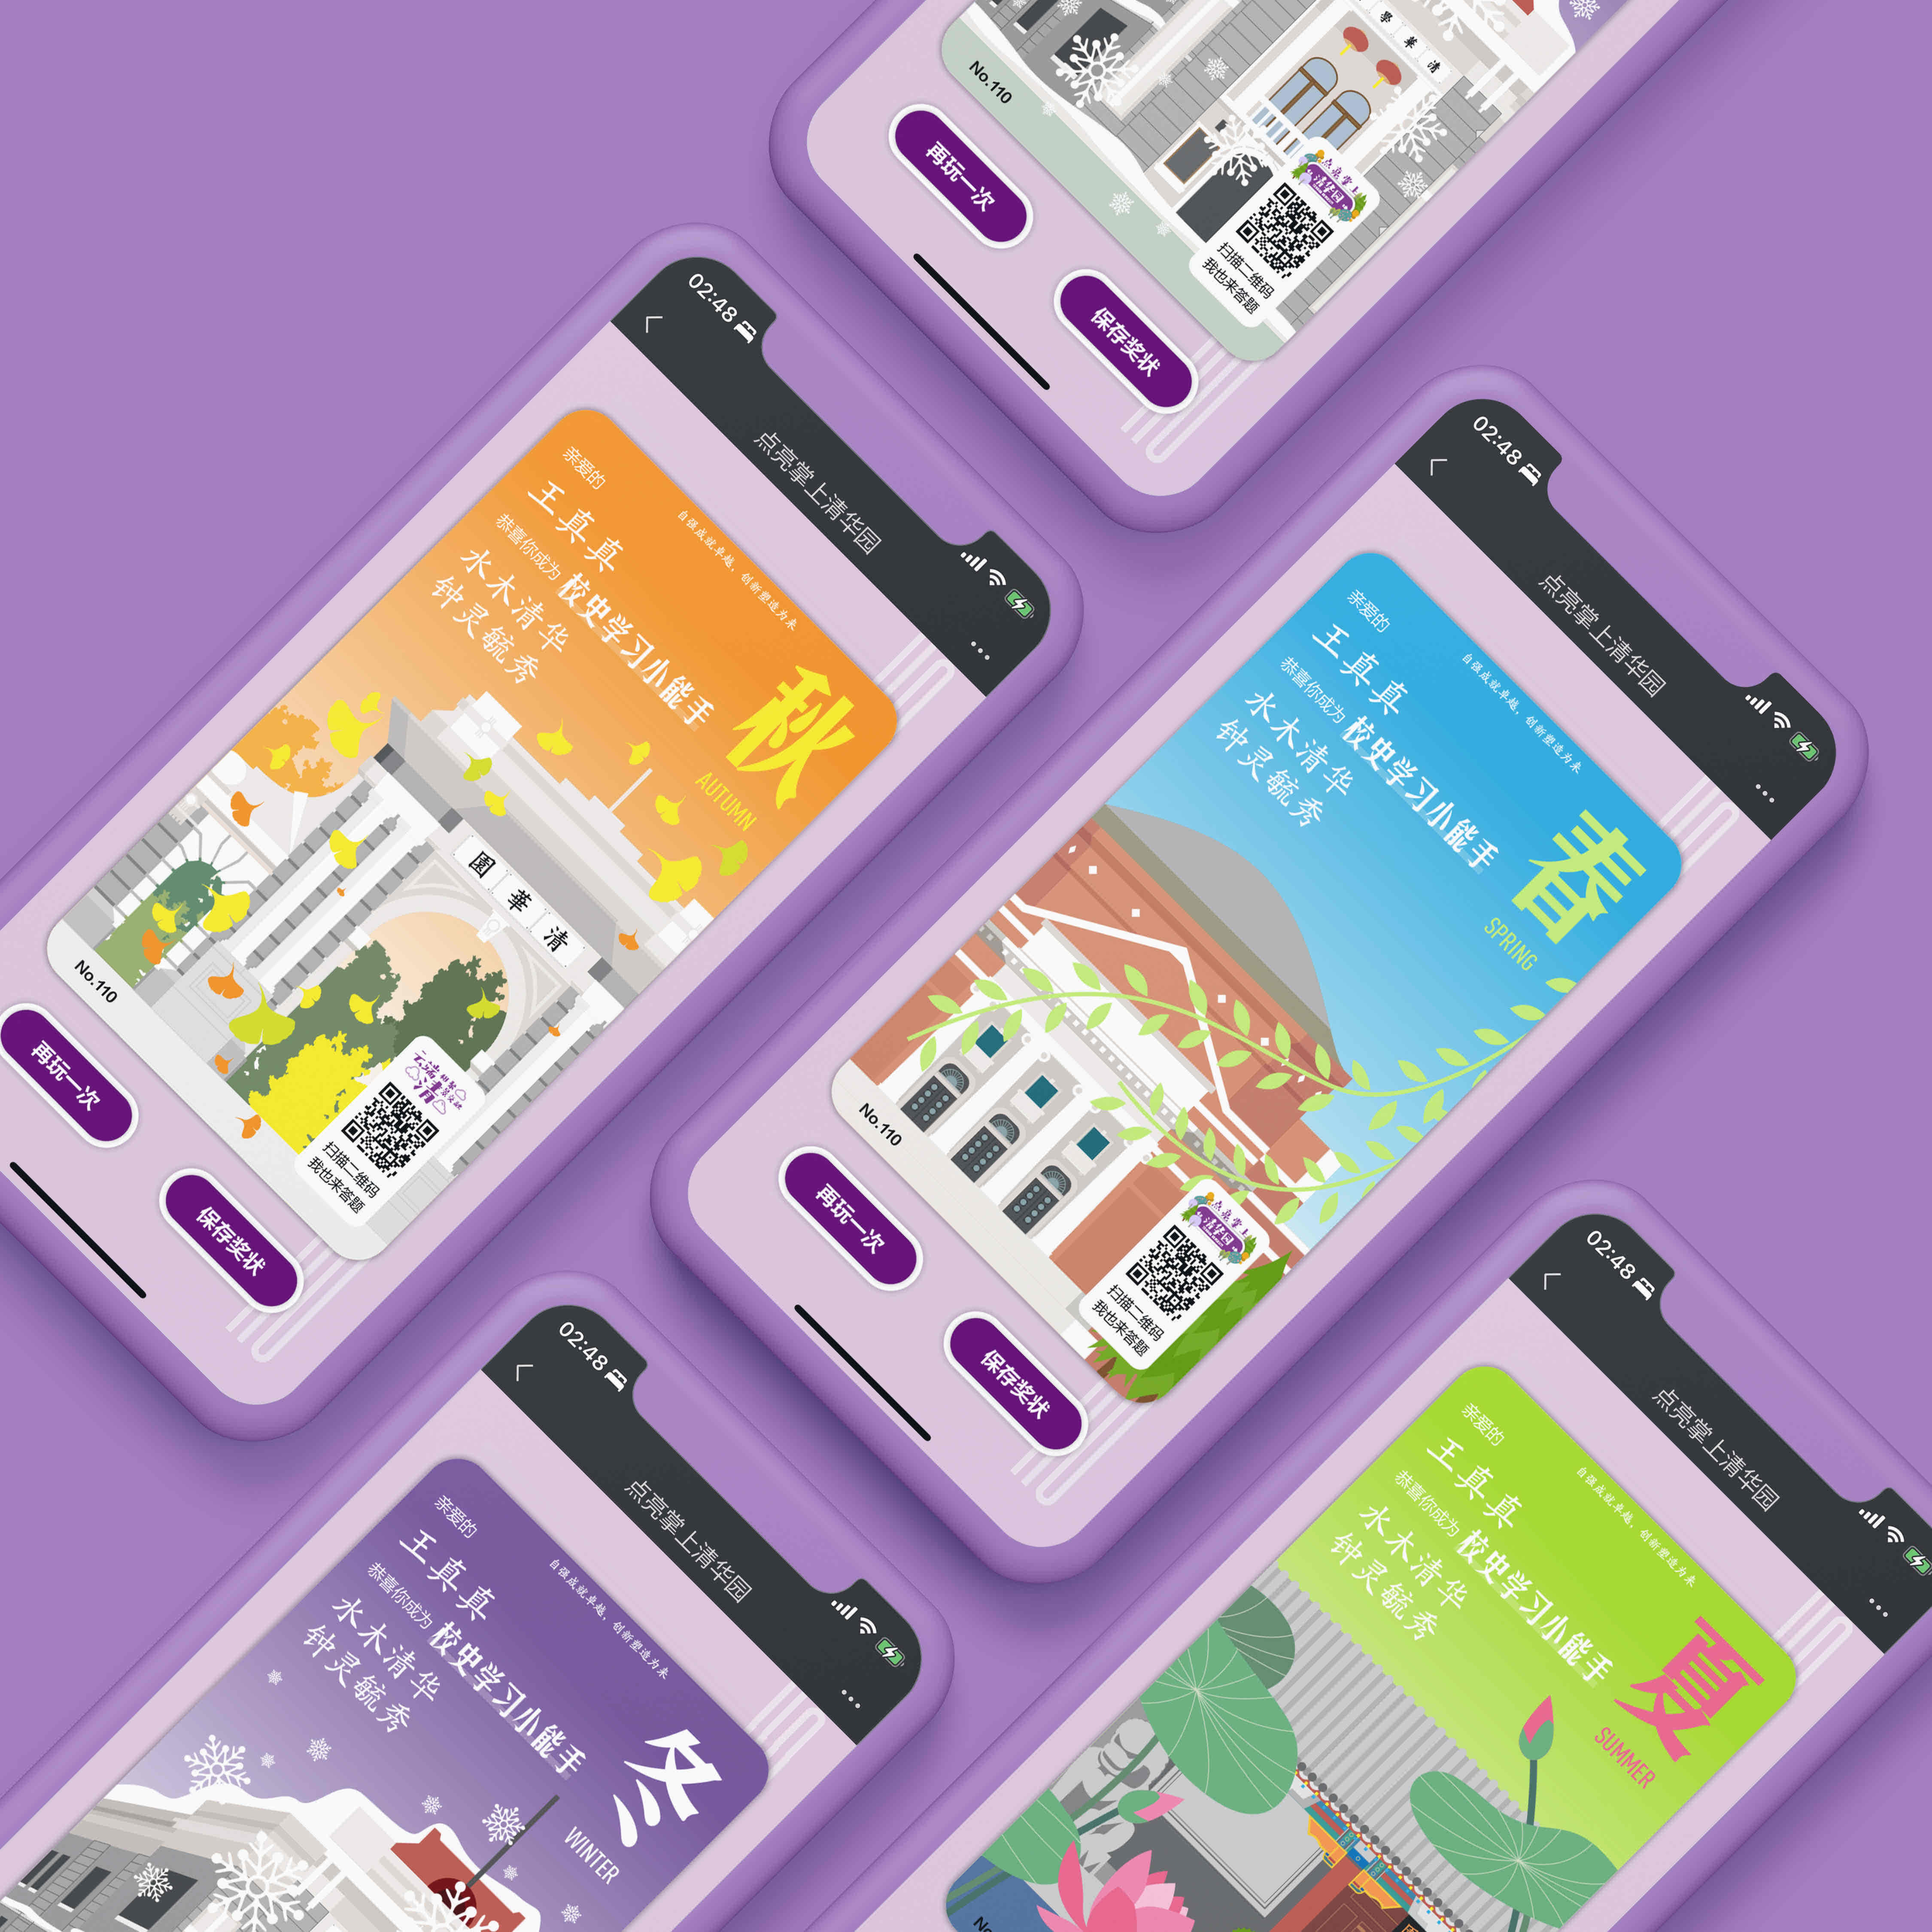 學
華
清
No.110
扫描二维码
我也来答题
再玩一次
保存奖状
02:48
点亮掌上清华园
亲爱的
王真真
恭喜你成为 校史学习小能手
水木清华
钟灵毓秀
自强成就卓越，创新塑造为来
秋
AUTUMN
園華清
No.110
扫描二维码
我也来答题
再玩一次
保存奖状
02:48
点亮掌上清华园
亲爱的
王真真
恭喜你成为 校史学习小能手
水木清华
钟灵毓秀
自强成就卓越，创新塑造为来
春
SPRING
No.110
点亮掌上
清华园
扫描二维码
我也来答题
再玩一次
保存奖状
02:48
点亮掌上清华园
亲爱的
王真真
恭喜你成为 校史学习小能手
水木清华
钟灵毓秀
自强成就卓越，创新塑造为来
冬
WINTER
02:48
点亮掌上清华园
亲爱的
王真真
恭喜你成为 校史学习小能手
水木清华
钟灵毓秀
自强成就卓越，创新塑造为来
夏
SUMMER